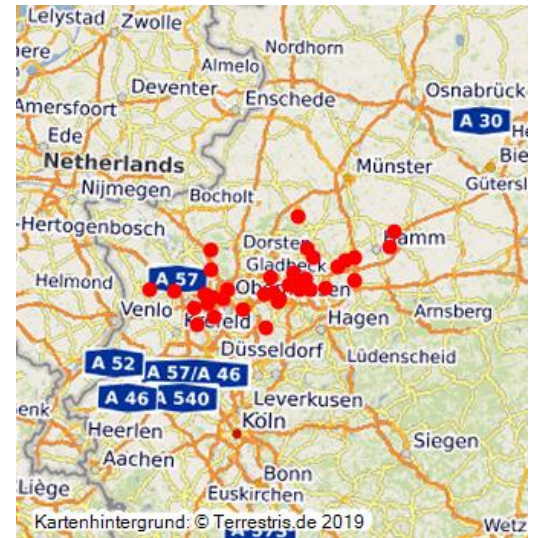 Lelystad
Zwolle
Nordhorn
Almelo
Deventer
Enschede
Osnabrück
Amersfoort
A 30
Ede
Netherlands
Münster
Bie
Nijmegen
Bocholt
Gütersl
-Hertogenbosch
Dorsten
Hamm
Gladbeck
Helmond
A 57
Venlo
Krefeld
Hagen
Arnsberg
Düsseldorf
Lüdenscheid
A 52
A 57/A 46
A 46
A 540
Leverkusen
Heerlen
Köln
Aachen
Siegen
Bonn
Liège
Euskirchen
Kartenhintergrund: © Terrestris.de 2019
Wetz